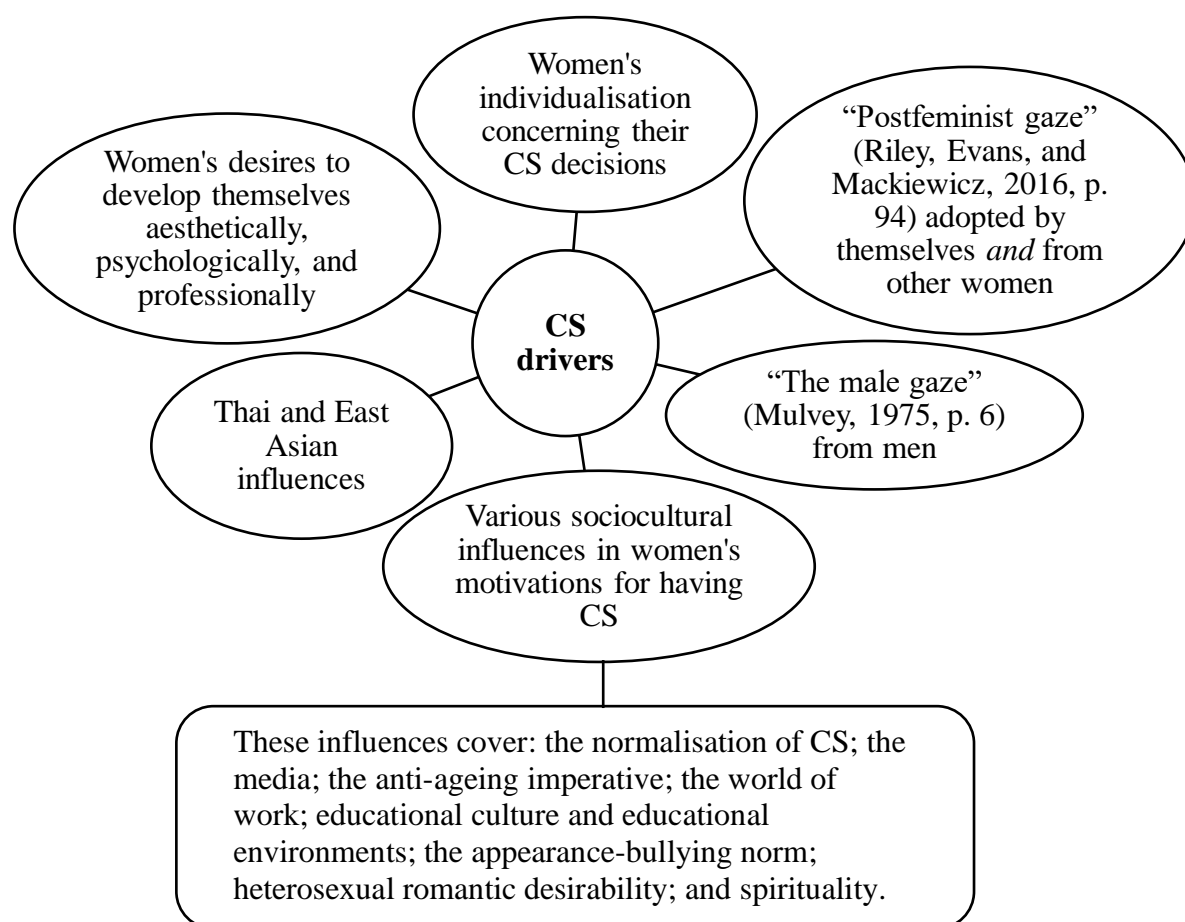 Women's
individualisation
concerning their
CS decisions
“Postfeminist gaze”
(Riley, Evans, and
Mackiewicz, 2016, p.
94) adopted by
themselves and from
other women
Women's desires to
develop themselves
aesthetically,
psychologically, and
professionally
CS
drivers
“The male gaze”
(Mulvey, 1975, p. 6)
from men
Thai and East
Asian
influences
Various sociocultural
influences in women's
motivations for having
CS
These influences cover: the normalisation of CS; the
media; the anti-ageing imperative; the world of
work; educational culture and educational
environments; the appearance-bullying norm;
heterosexual romantic desirability; and spirituality.